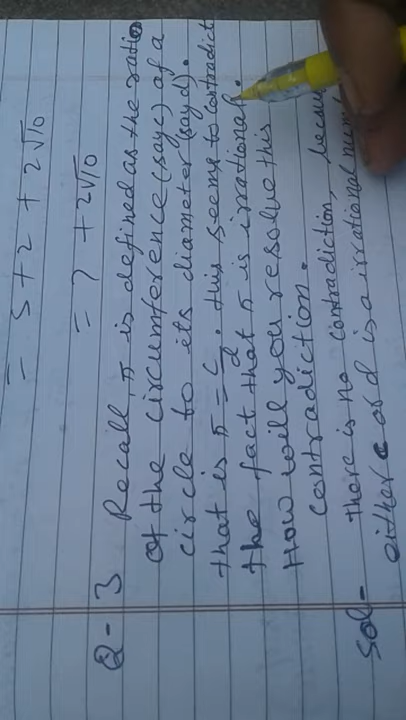 = 5 + 2 + 2√10
= 7 + 2√10
Q-3 Recall, π is defined as the ratio
of the circumference (say c) of a
circle to its diameter (say d).
that is π = c/d. this seems to contradict
the fact that π is irrational.
How will you resolve this
contradiction.
Sol- there is no contradiction,
either c or d is a irrational